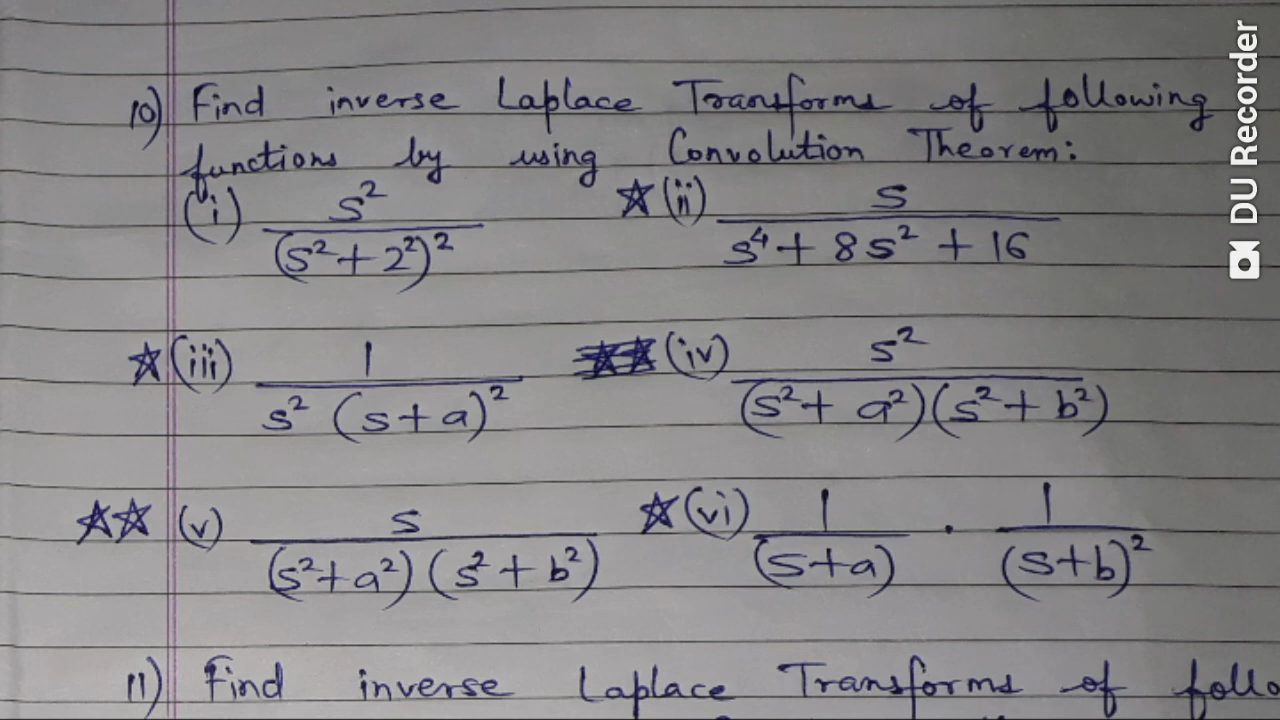 10) Find inverse Laplace Transforms of following
functions by using Convolution Theorem:
(i) s²/(s²+2²)² ☆(ii) s/(s⁴+8s²+16)
☆(iii) 1/(s²(s+a)²) (iv) s²/((s²+a²)(s²+b²))
☆☆ (v) s/((s²+a²)(s²+b²)) ☆(vi) 1/(s+a) . 1/(s+b)²
11) Find inverse Laplace Transforms of follo
DU Recorder